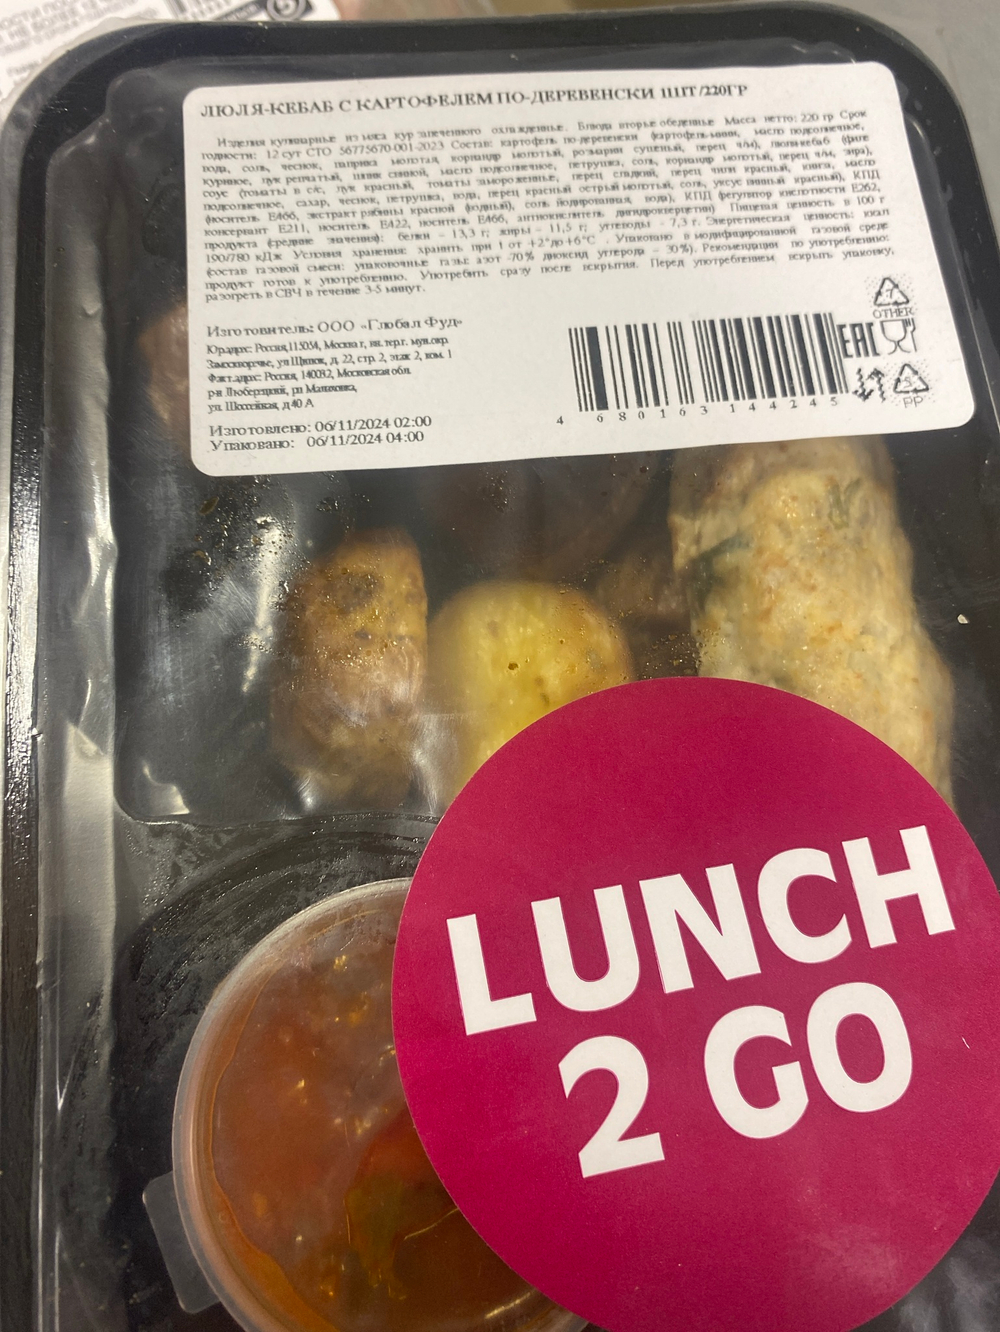 ЛЮЛЯ-КЕБАБ С КАРТОФЕЛЕМ ПО-ДЕРЕВЕНСКИ 1ШТ/220ГР
Изделия кулинарные из мяса кур запеченного охлажденные. Блюда вторые обеденные. Масса нетто: 220 гр Срок
годности: 12 сут СТО 56775670-001-2023 Состав: картофель по-деревенски (картофель мини, масло подсолнечное,
вода, соль, чеснок, паприка молотая, кориандр молотый, розмарин сушеный, перец ч/м), люля-кебаб (филе
куриное, лук репчатый, шпик свиной, масло подсолнечное, петрушка, соль, кориандр молотый, перец ч/м, зира),
соус (томаты в с/с, лук красный, томаты замороженные, перец сладкий, перец чили красный, кинза, масло
подсолнечное, сахар, чеснок, петрушка, вода, перец красный острый молотый, соль, уксус винный красный), КПД
(носитель Е466, экстракт рябины красной (водный), соль йодированная, вода), КПД (регулятор кислотности Е262,
консервант Е211, носитель Е422, носитель Е466, антиокислитель дигидрокверцетин) Пищевая ценность в 100 г
продукта (средние значения): белки – 13,3 г; жиры – 11,5 г; углеводы – 7,3 г. Энергетическая ценность: ккал
190/780 кДж Условия хранения: хранить при t от +2°до+6°С . Упаковано в модифицированной газовой среде
(состав газовой смеси: упаковочные газы: азот -70% диоксид углерода – 30%). Рекомендации по употреблению:
продукт готов к употреблению. Употребить сразу после вскрытия. Перед употреблением вскрыть упаковку,
разогреть в СВЧ в течение 3-5 минут.
Изготовитель: ООО «Глобал Фуд»
Юр.адрес: Россия,115054, Москва г, вн. тер.г. мун.окр.
Замоскворечье, ул Щипок, д. 22, стр. 2, этаж 2, ком. 1
Факт.адрес: Россия, 140032, Московская обл.
р-н Люберецкий, рп Малаховка,
ул. Шоссейная, д 40 А
Изготовлено: 06/11/2024 02:00
Упаковано: 06/11/2024 04:00
4 680163 144245
EAC
7
OTHER
5
PP
LUNCH
2 GO